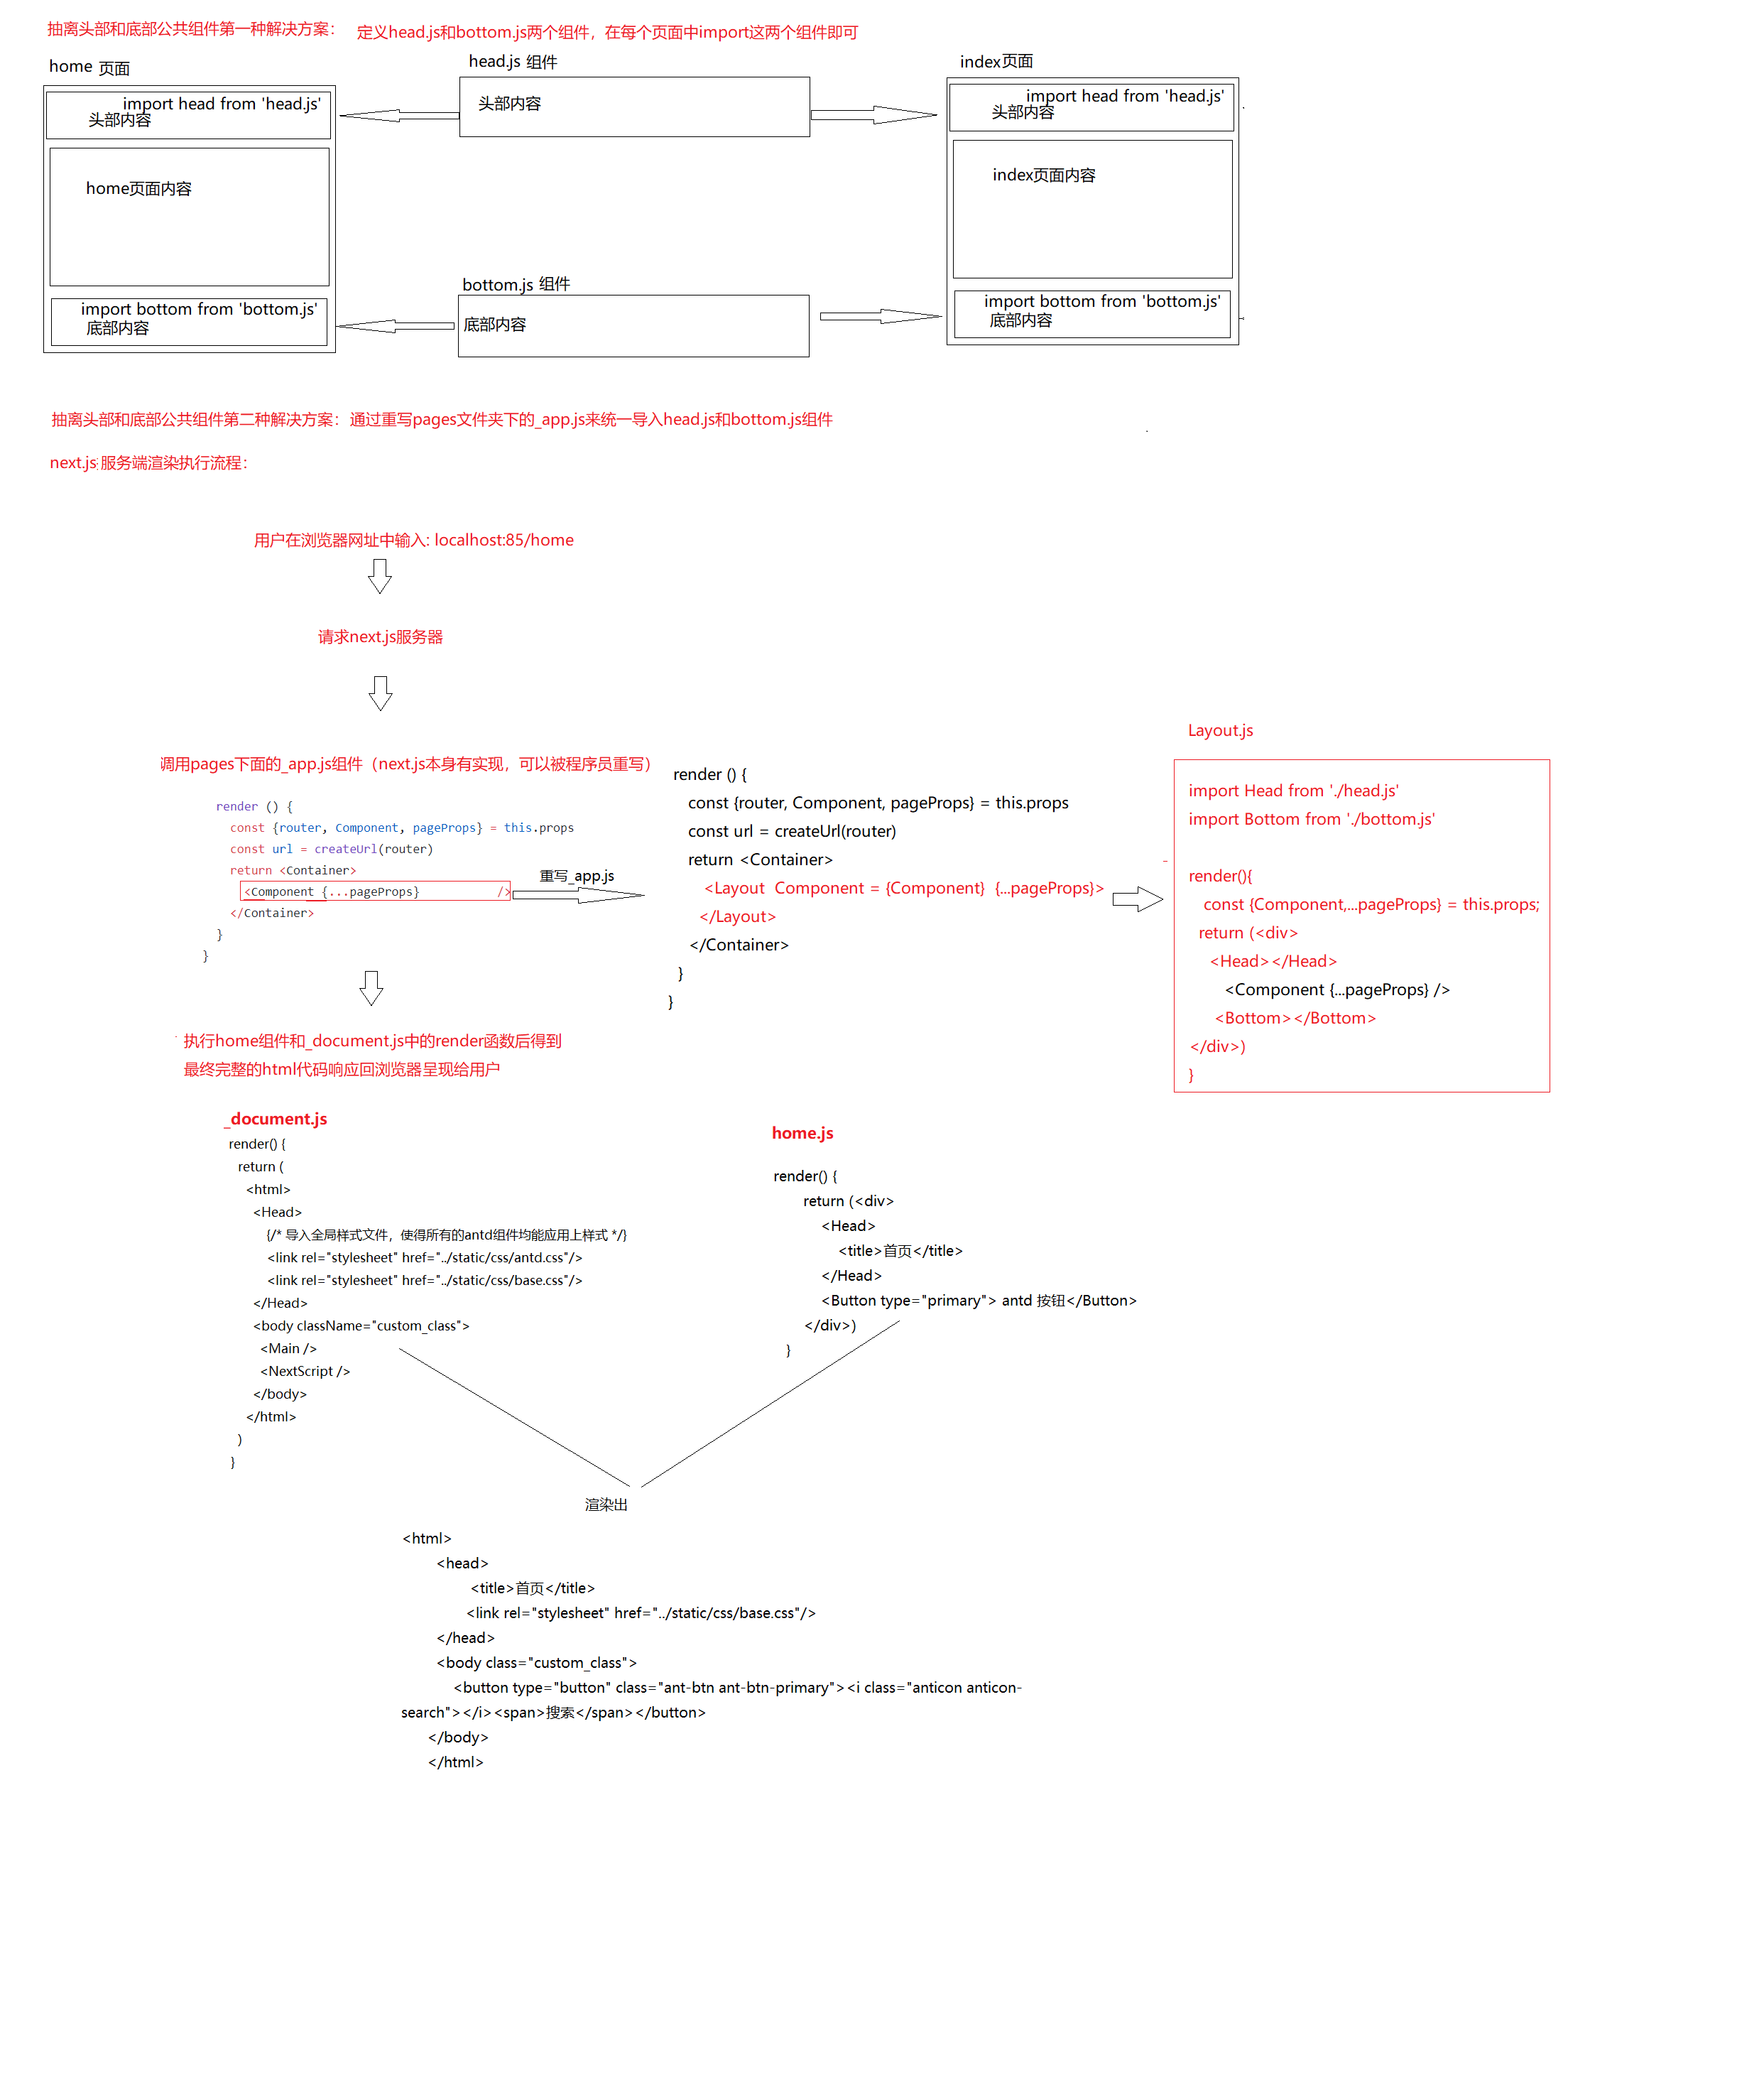 抽离头部和底部公共组件第一种解决方案： 定义head.js和bottom.js两个组件，在每个页面中import这两个组件即可
home 页面
head.js 组件
index页面
import head from 'head.js'
头部内容
头部内容
import head from 'head.js'
头部内容
home页面内容
index页面内容
bottom.js 组件
import bottom from 'bottom.js'
底部内容
底部内容
import bottom from 'bottom.js'
底部内容
抽离头部和底部公共组件第二种解决方案：通过重写pages文件夹下的_app.js来统一导入head.js和bottom.js组件
next.js服务端渲染执行流程：
用户在浏览器网址中输入: localhost:85/home
请求next.js服务器
调用pages下面的_app.js组件（next.js本身有实现，可以被程序员重写）
render () {
const {router, Component, pageProps} = this.props
const url = createUrl(router)
return <Container>
<Component {...pageProps} />
</Container>
}
}
重写_app.js
render () {
const {router, Component, pageProps} = this.props
const url = createUrl(router)
return <Container>
<Layout Component = {Component} {...pageProps}>
</Layout>
</Container>
}
}
Layout.js
import Head from './head.js'
import Bottom from './bottom.js'
render(){
const {Component,...pageProps} = this.props;
return (<div>
<Head></Head>
<Component {...pageProps} />
<Bottom></Bottom>
</div>)
}
执行home组件和_document.js中的render函数后得到
最终完整的html代码响应回浏览器呈现给用户
_document.js
render() {
return (
<html>
<Head>
{/* 导入全局样式文件，使得所有的antd组件均能应用上样式 */}
<link rel="stylesheet" href="../static/css/antd.css"/>
<link rel="stylesheet" href="../static/css/base.css"/>
</Head>
<body className="custom_class">
<Main />
<NextScript />
</body>
</html>
)
}
home.js
render() {
return (<div>
<Head>
<title>首页</title>
</Head>
<Button type="primary"> antd 按钮</Button>
</div>)
}
渲染出
<html>
<head>
<title>首页</title>
<link rel="stylesheet" href="../static/css/base.css"/>
</head>
<body class="custom_class">
<button type="button" class="ant-btn ant-btn-primary"><i class="anticon anticon-
search"></i><span>搜索</span></button>
</body>
</html>